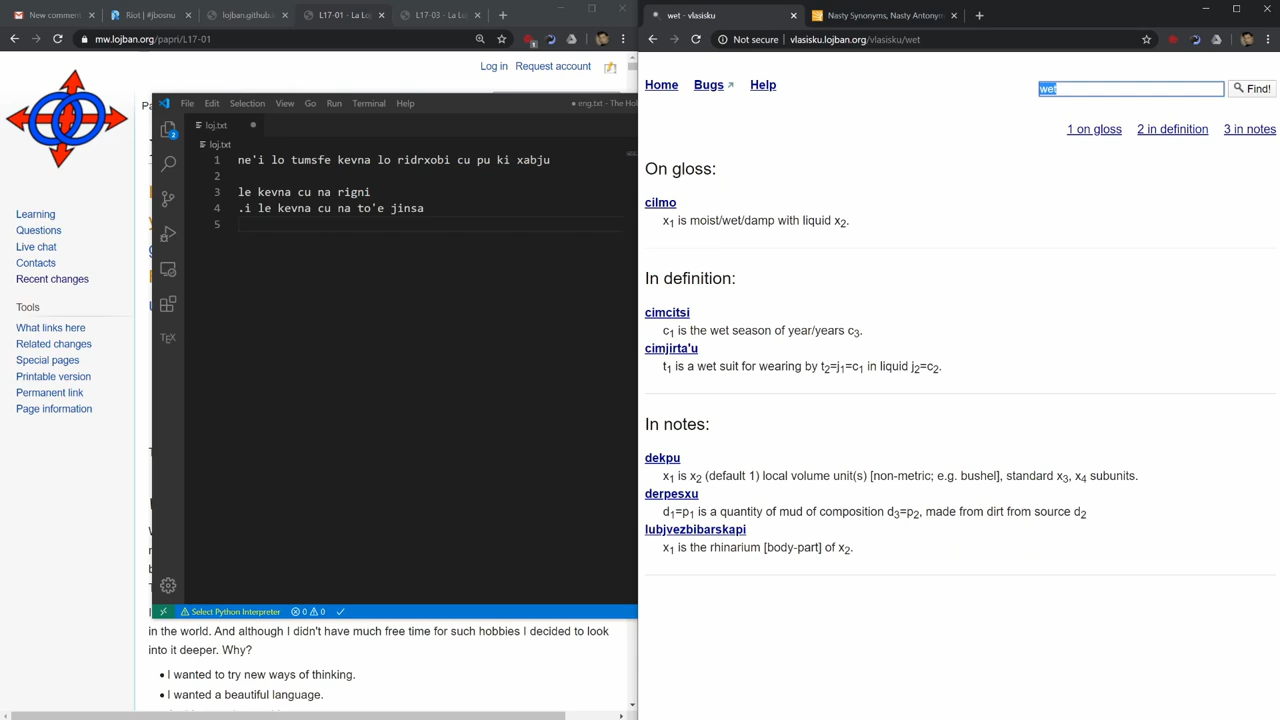 New comment
Riot | #jbosnu
lojban.github.
L17-01 - La Loj
L17-03 - La Lu
mw.lojban.org/papri/L17-01
Log in
Request account
Learning
Questions
Live chat
Contacts
Recent changes
Tools
What links here
Related changes
Special pages
Printable version
Permanent link
Page information
File Edit Selection View Go Run Terminal Help
● eng.txt - The Hol
loj.txt
loj.txt
1 ne'i lo tumsfe kevna lo ridrxobi cu pu ki xabju
2
3 le kevna cu na rigni
4 .i le kevna cu na to'e jinsa
5
TEX
Select Python Interpreter 0 0
in the world. And although I didn't have much free time for such hobbies I decided to look
into it deeper. Why?
• I wanted to try new ways of thinking.
• I wanted a beautiful language.
wet - vlasisku
Nasty Synonyms, Nasty Antonym
Not secure | vlasisku.lojban.org/vlasisku/wet
Home Bugs Help
wet
Find!
1 on gloss 2 in definition 3 in notes
On gloss:
cilmo
x1 is moist/wet/damp with liquid x2.
In definition:
cimcitsi
c1 is the wet season of year/years c3.
cimjirta'u
t1 is a wet suit for wearing by t2=j1=c1 in liquid j2=c2.
In notes:
dekpu
x1 is x2 (default 1) local volume unit(s) [non-metric; e.g. bushel], standard x3, x4 subunits.
derpesxu
d1=p1 is a quantity of mud of composition d3=p2, made from dirt from source d2
lubjvezbibarskapi
x1 is the rhinarium [body-part] of x2.